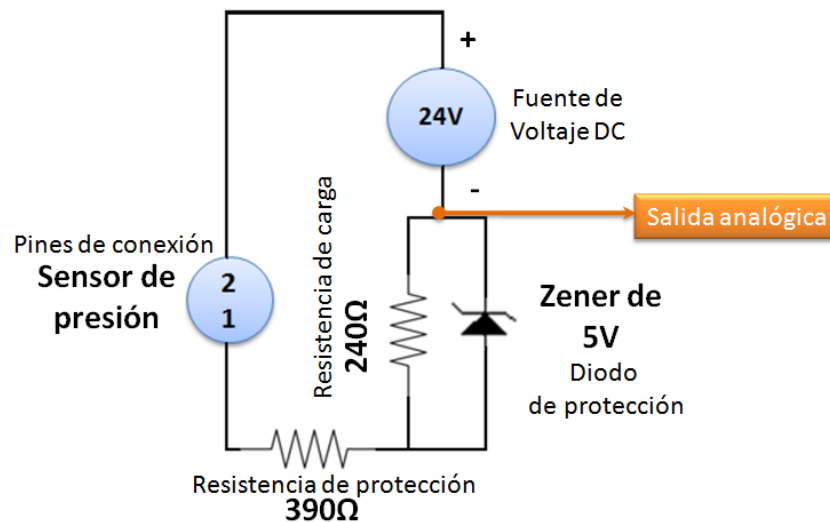 +
24V
Fuente de
Voltaje DC
-
Salida analógica
Pines de conexión
Sensor de
presión
2
1
Resistencia de carga
240Ω
Zener de
5V
Diodo
de protección
Resistencia de protección
390Ω